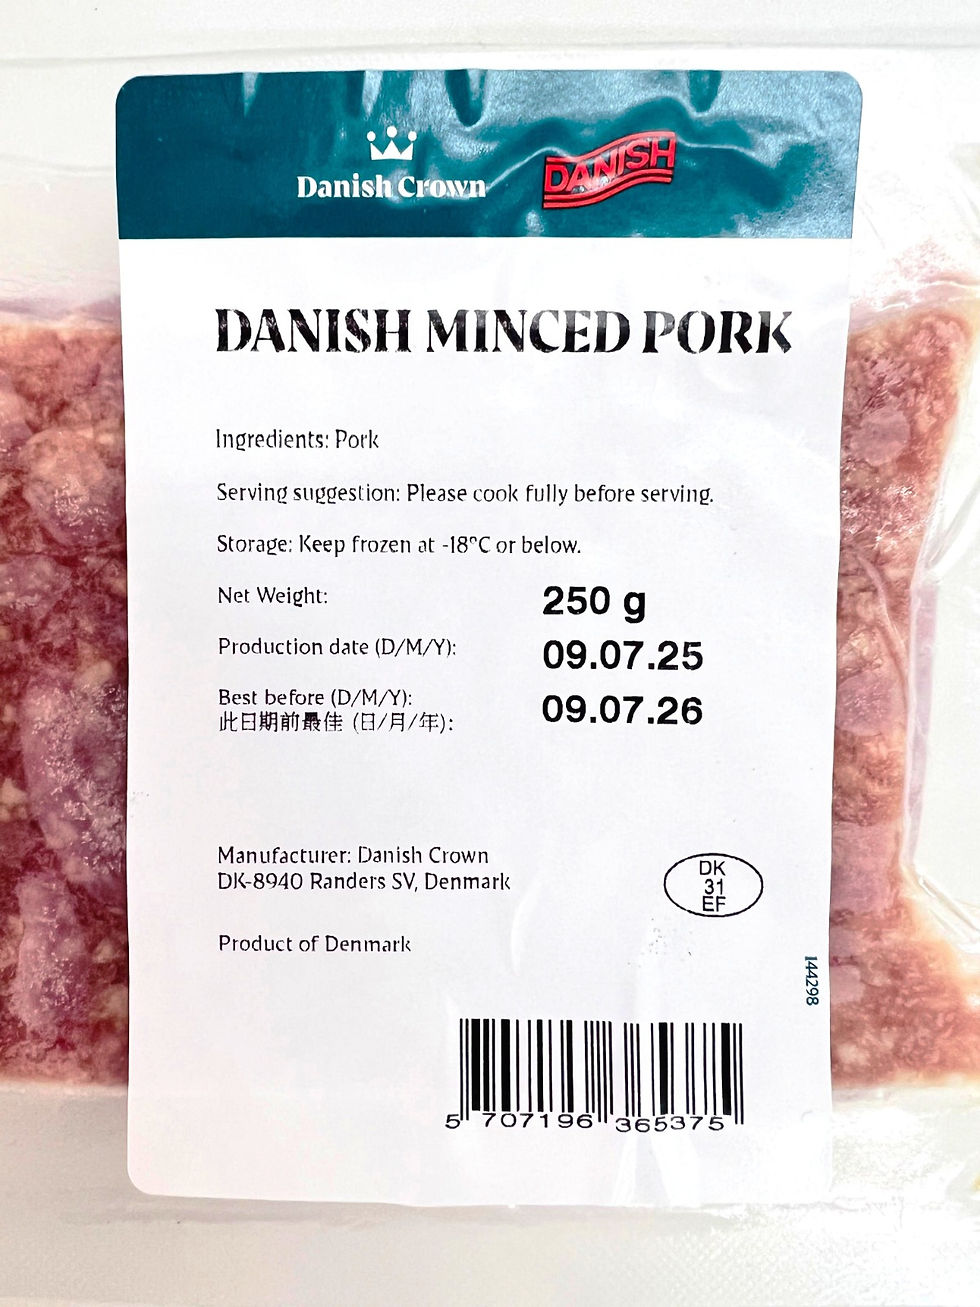 Danish Crown
DANISH
DANISH MINCED PORK
Ingredients: Pork
Serving suggestion: Please cook fully before serving.
Storage: Keep frozen at -18°C or below.
Net Weight: 250 g
Production date (D/M/Y): 09.07.25
Best before (D/M/Y): 09.07.26
此日期前最佳 (日/月/年):
Manufacturer: Danish Crown
DK-8940 Randers SV, Denmark
DK
31
EF
Product of Denmark
144298
5 707196 365375